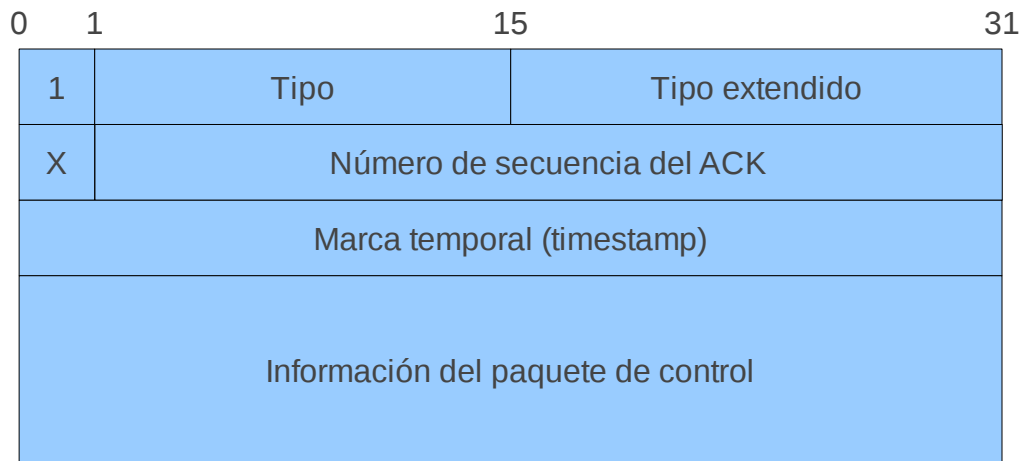 0 1 15 31
1 Tipo Tipo extendido
X Número de secuencia del ACK
Marca temporal (timestamp)
Información del paquete de control